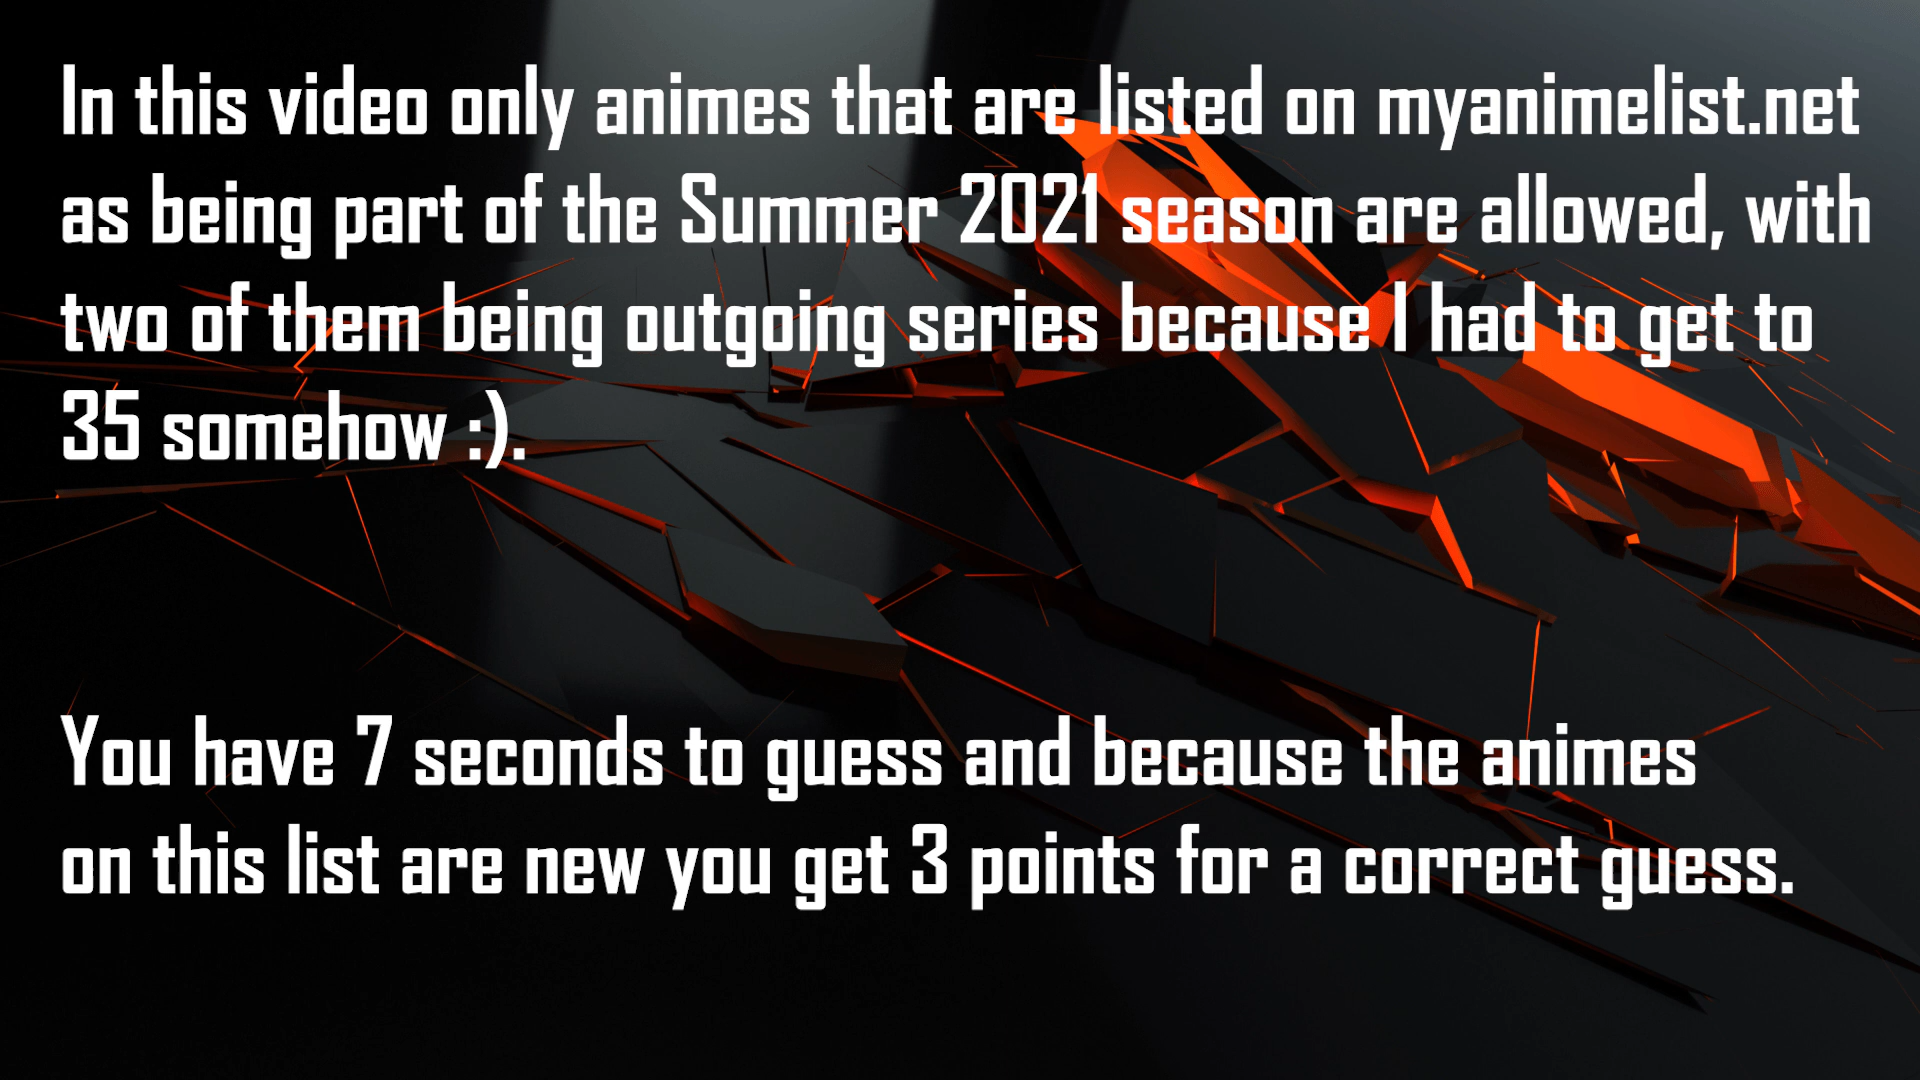 In this video only animes that are listed on myanimelist.net
as being part of the Summer 2021 season are allowed, with
two of them being outgoing series because I had to get to
35 somehow :).
You have 7 seconds to guess and because the animes
on this list are new you get 3 points for a correct guess.